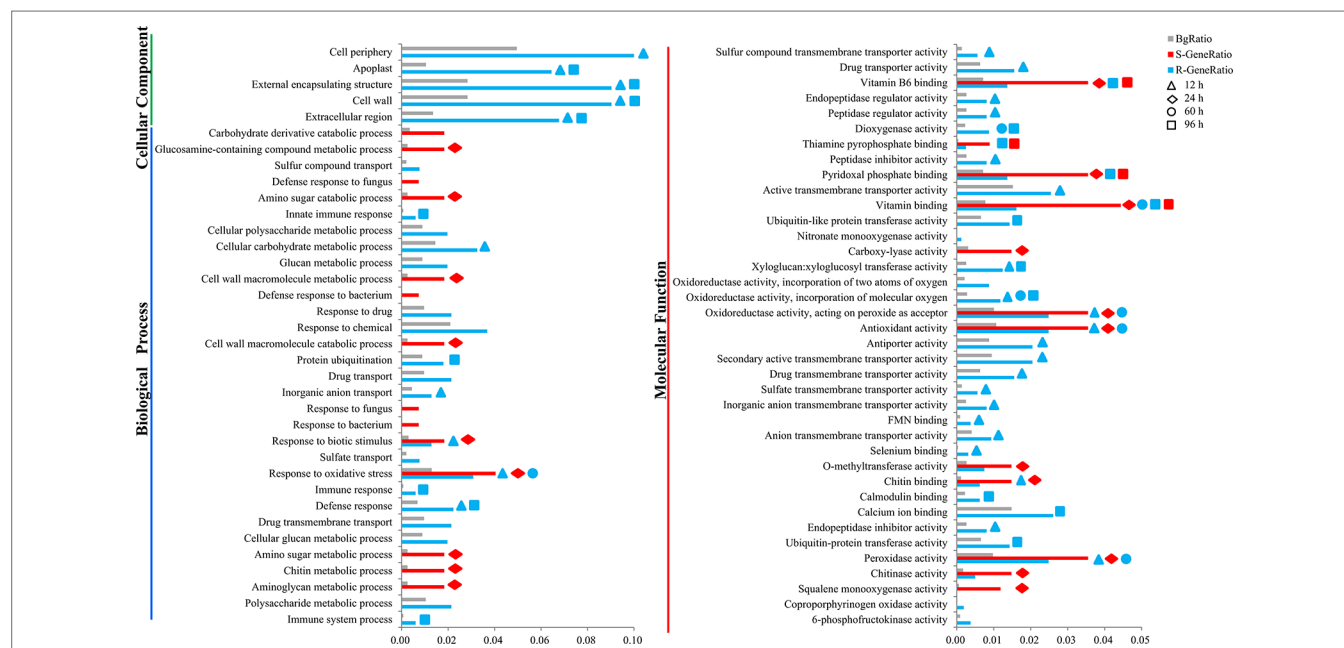 Cellular Component
Biological Process
Cell periphery
Apoplast
External encapsulating structure
Cell wall
Extracellular region
Carbohydrate derivative catabolic process
Glucosamine-containing compound metabolic process
Sulfur compound transport
Defense response to fungus
Amino sugar catabolic process
Innate immune response
Cellular polysaccharide metabolic process
Cellular carbohydrate metabolic process
Glucan metabolic process
Cell wall macromolecule metabolic process
Defense response to bacterium
Response to drug
Response to chemical
Cell wall macromolecule catabolic process
Protein ubiquitination
Drug transport
Inorganic anion transport
Response to fungus
Response to bacterium
Response to biotic stimulus
Sulfate transport
Response to oxidative stress
Immune response
Defense response
Drug transmembrane transport
Cellular glucan metabolic process
Amino sugar metabolic process
Chitin metabolic process
Aminoglycan metabolic process
Polysaccharide metabolic process
Immune system process
0.00 0.02 0.04 0.06 0.08 0.10
Molecular Function
Sulfur compound transmembrane transporter activity
Drug transporter activity
Vitamin B6 binding
Endopeptidase regulator activity
Peptidase regulator activity
Dioxygenase activity
Thiamine pyrophosphate binding
Peptidase inhibitor activity
Pyridoxal phosphate binding
Active transmembrane transporter activity
Vitamin binding
Ubiquitin-like protein transferase activity
Nitronate monooxygenase activity
Carboxy-lyase activity
Xyloglucan:xyloglucosyl transferase activity
Oxidoreductase activity, incorporation of two atoms of oxygen
Oxidoreductase activity, incorporation of molecular oxygen
Oxidoreductase activity, acting on peroxide as acceptor
Antioxidant activity
Antiporter activity
Secondary active transmembrane transporter activity
Drug transmembrane transporter activity
Sulfate transmembrane transporter activity
Inorganic anion transmembrane transporter activity
FMN binding
Anion transmembrane transporter activity
Selenium binding
O-methyltransferase activity
Chitin binding
Calmodulin binding
Calcium ion binding
Endopeptidase inhibitor activity
Ubiquitin-protein transferase activity
Peroxidase activity
Chitinase activity
Squalene monooxygenase activity
Coproporphyrinogen oxidase activity
6-phosphofructokinase activity
0.00 0.01 0.02 0.03 0.04 0.05
BgRatio
S-GeneRatio
R-GeneRatio
12 h
24 h
60 h
96 h